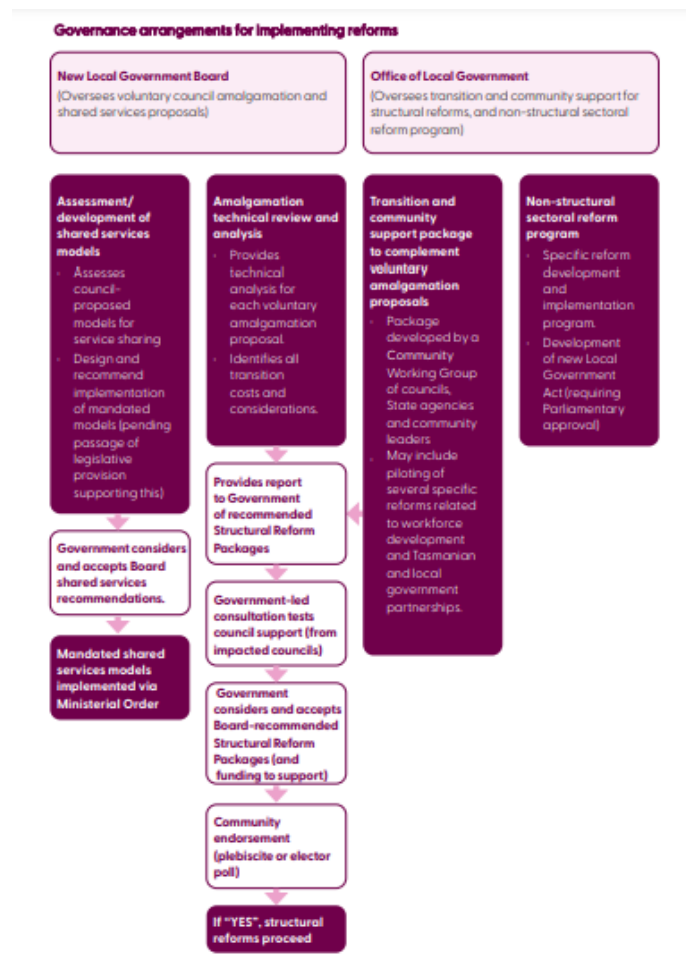 Governance arrangements for implementing reforms
New Local Government Board
(Oversees voluntary council amalgamation and
shared services proposals)
Office of Local Government
(Oversees transition and community support for
structural reforms, and non-structural sectoral
reform program)
Assessment/
development of
shared services
models
· Assesses
council-
proposed
models for
service sharing
· Design and
recommend
implementation
of mandated
models (pending
passage of
legislative
provision
supporting this)
Government considers
and accepts Board
shared services
recommendations.
Mandated shared
services models
implemented via
Ministerial Order
Amalgamation
technical review and
analysis
· Provides
technical
analysis for
each voluntary
amalgamation
proposal.
· Identifies all
transition
costs and
considerations.
Provides report
to Government
of recommended
Structural Reform
Packages
Government-led
consultation tests
council support (from
impacted councils)
Government
considers and accepts
Board-recommended
Structural Reform
Packages (and
funding to support)
Community
endorsement
(plebiscite or elector
poll)
If "YES", structural
reforms proceed
Transition and
community
support package
to complement
voluntary
amalgamation
proposals
· Package
developed by a
Community
Working Group
of councils,
State agencies
and community
leaders
· May include
piloting of
several specific
reforms related
to workforce
development
and Tasmanian
and local
government
partnerships.
Non-structural
sectoral reform
program
· Specific reform
development
and
implementation
program.
· Development
of new Local
Government
Act (requiring
Parliamentary
approval)